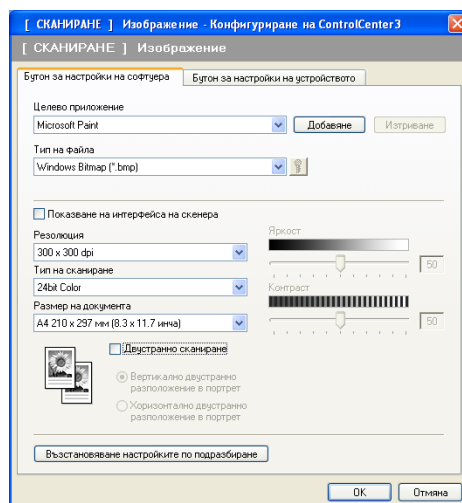 [ СКАНИРАНЕ ] Изображение - Конфигуриране на ControlCenter3
[ СКАНИРАНЕ ] Изображение
Бутон за настройки на софтуера
Бутон за настройки на устройството
Целево приложение
Microsoft Paint
Добавяне
Изтриване
Тип на файла
Windows Bitmap (*.bmp)
Показване на интерфейса на скенера
Резолюция
300 x 300 dpi
Тип на сканиране
24bit Color
Размер на документа
A4 210 x 297 мм (8.3 x 11.7 инча)
Яркост
50
Контраст
50
Двустранно сканиране
Вертикално двустранно
разположение в портрет
Хоризонтално двустранно
разположение в портрет
Възстановяване настройките по подразбиране
OK
Отмяна